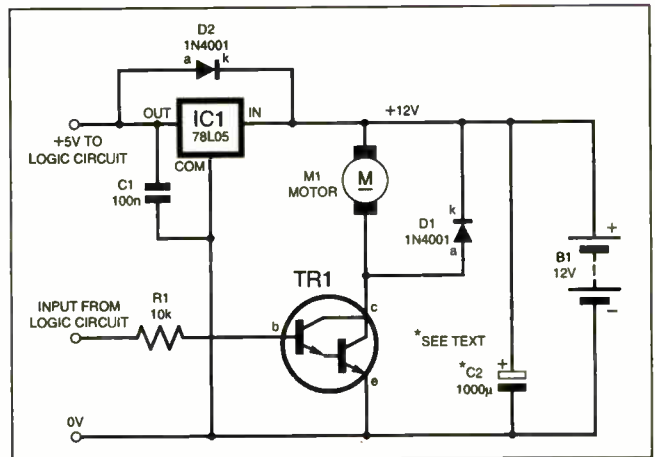 D2
1N4001
a
k
OUT
IC1
78L05
IN
+12V
+5V TO
LOGIC CIRCUIT
COM
C1
100n
M1
MOTOR
M
k
D1
1N4001
a
B1
12V
+
-
TR1
INPUT FROM
LOGIC CIRCUIT
R1
10k
b
c
e
*SEE TEXT
+
*C2
1000µ
0V